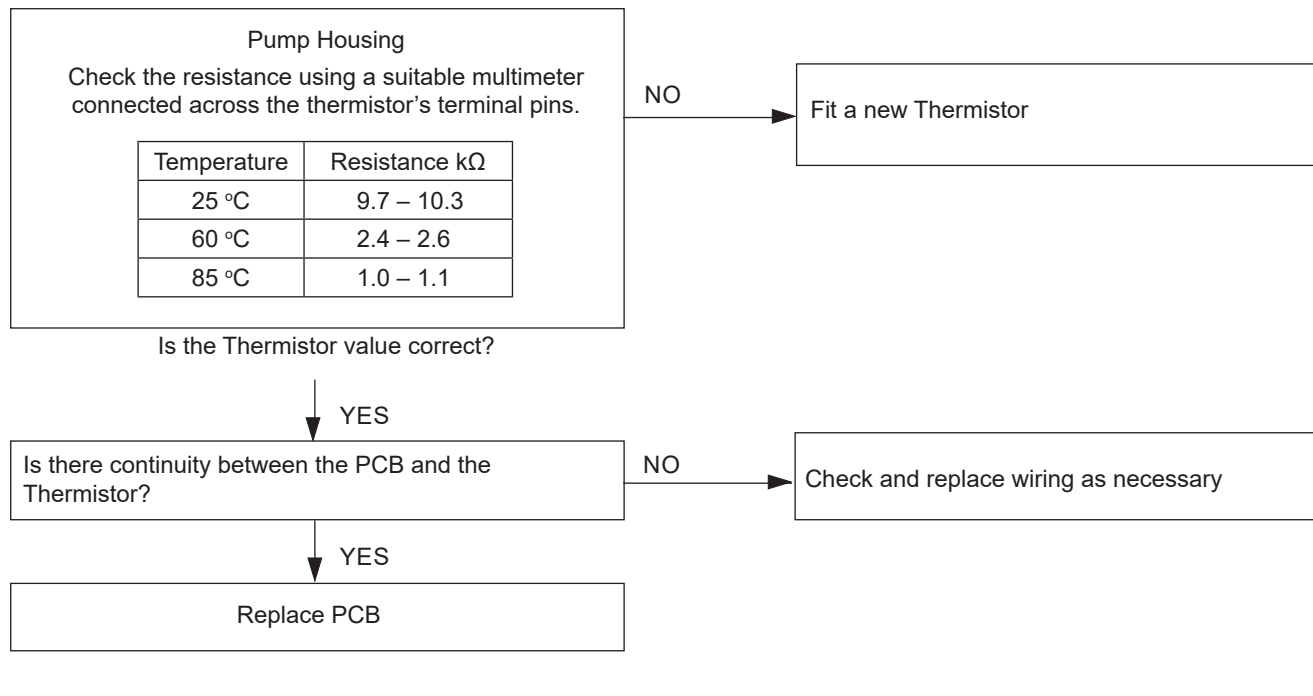 Pump Housing
Check the resistance using a suitable multimeter
connected across the thermistor’s terminal pins.
NO
Fit a new Thermistor
Temperature Resistance kΩ
25 ºC 9.7 – 10.3
60 ºC 2.4 – 2.6
85 ºC 1.0 – 1.1
Is the Thermistor value correct?
YES
Is there continuity between the PCB and the
Thermistor?
NO
Check and replace wiring as necessary
YES
Replace PCB